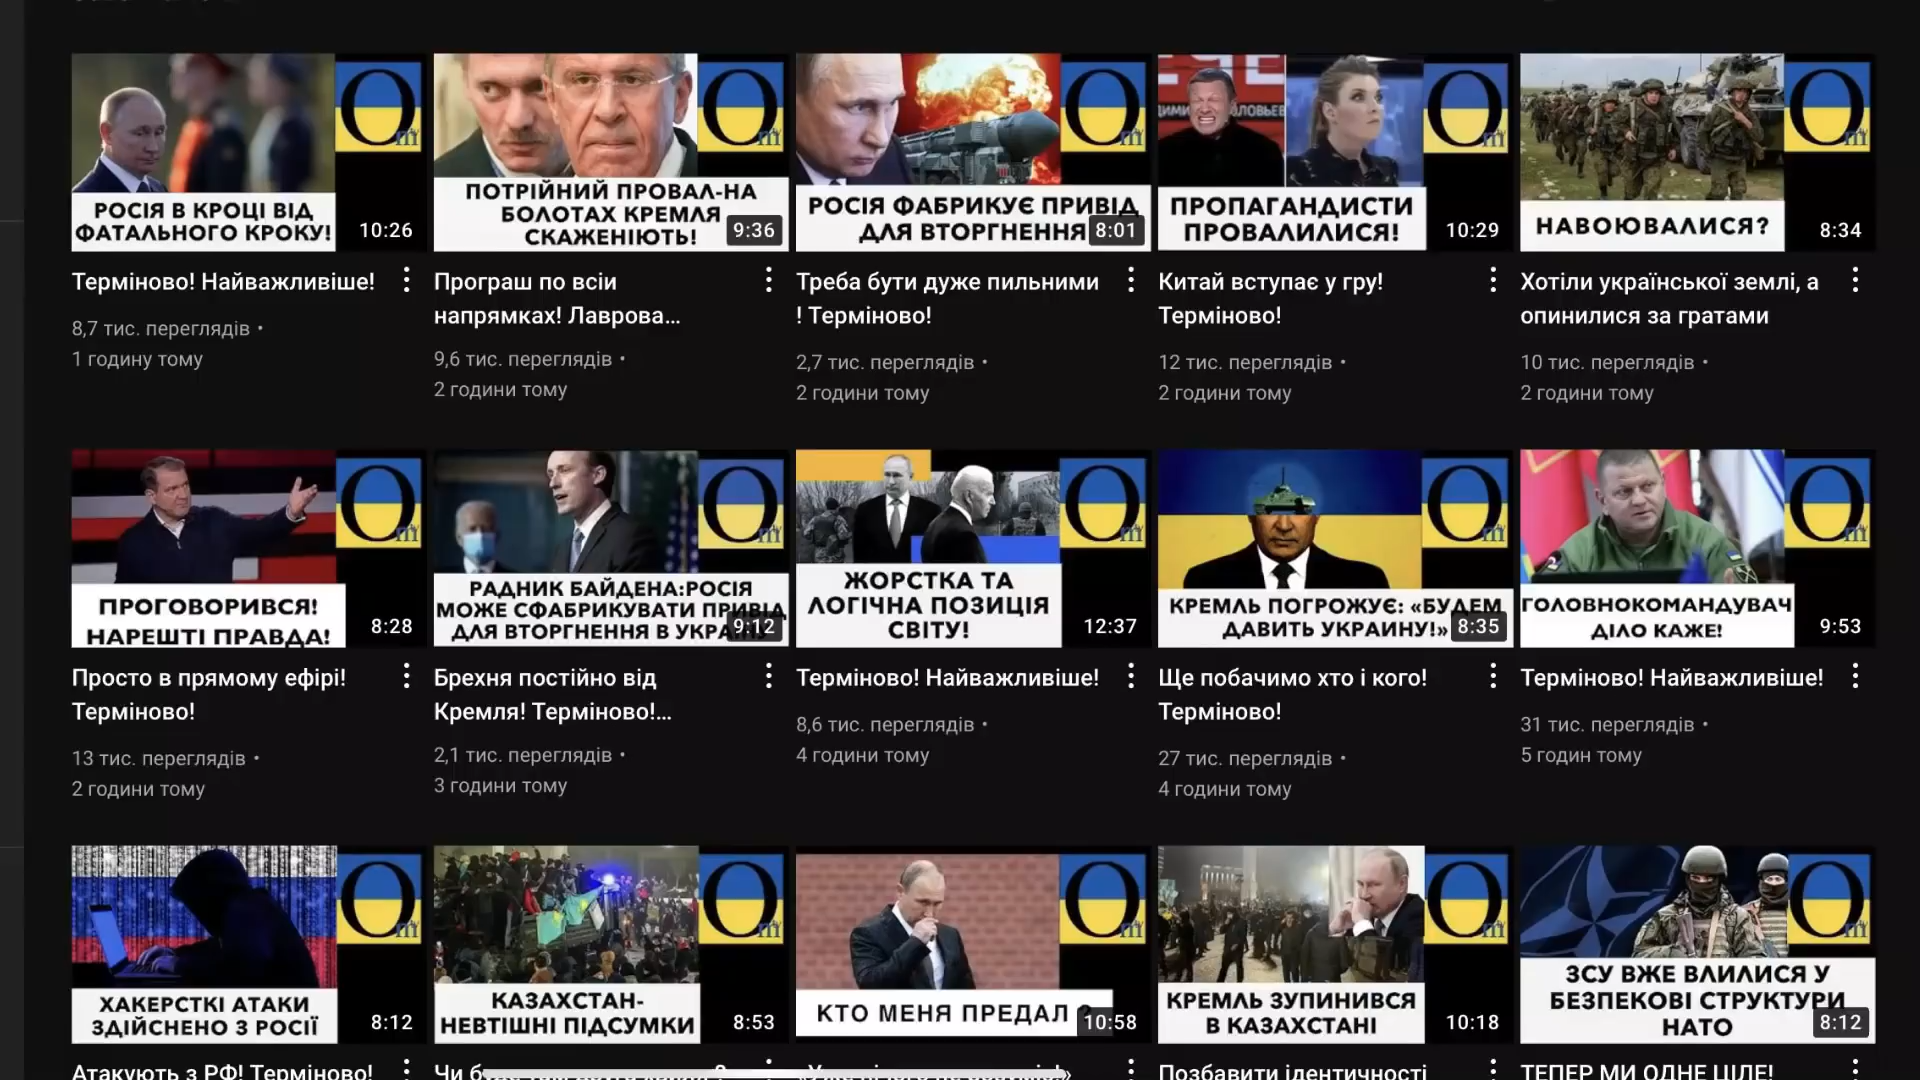 РОСІЯ В КРОЦІ ВІД
ФАТАЛЬНОГО КРОКУ!
10:26
Терміново! Найважливіше!
8,7 тис. переглядів •
1 годину тому
ПОТРІЙНИЙ ПРОВАЛ-НА
БОЛОТАХ КРЕМЛЯ
СКАЖЕНІЮТЬ!
9:36
Програш по всіи
напрямках! Лаврова...
9,6 тис. переглядів •
2 години тому
РОСІЯ ФАБРИКУЄ ПРИВІД
ДЛЯ ВТОРГНЕННЯ
8:01
Треба бути дуже пильними
! Терміново!
2,7 тис. переглядів •
2 години тому
ПРОПАГАНДИСТИ
ПРОВАЛИЛИСЯ!
10:29
Китай вступає у гру!
Терміново!
12 тис. переглядів •
2 години тому
НАВОЮВАЛИСЯ?
8:34
Хотіли української землі, а
опинилися за гратами
10 тис. переглядів •
2 години тому
ПРОГОВОРИВСЯ!
НАРЕШТІ ПРАВДА!
8:28
Просто в прямому ефірі!
Терміново!
13 тис. переглядів •
2 години тому
РАДНИК БАЙДЕНА:РОСІЯ
МОЖЕ СФАБРИКУВАТИ ПРИВІД
ДЛЯ ВТОРГНЕННЯ В
9:12
Брехня постійно від
Кремля! Терміново!...
2,1 тис. переглядів •
3 години тому
ЖОРСТКА ТА
ЛОГІЧНА ПОЗИЦІЯ
СВІТУ!
12:37
Терміново! Найважливіше!
8,6 тис. переглядів •
4 години тому
КРЕМЛЬ ПОГРОЖУЄ: «БУДЕМ
ДАВИТЬ УКРАИНУ!»
8:35
Ще побачимо хто і кого!
Терміново!
27 тис. переглядів •
4 години тому
ГОЛОВНОКОМАНДУВАЧ
ДІЛО КАЖЕ!
9:53
Терміново! Найважливіше!
31 тис. переглядів •
5 годин тому
ХАКЕРСТКІ АТАКИ
ЗДІЙСНЕНО З РОСІЇ
8:12
Атакують з РФ! Терміново!
КАЗАХСТАН-
НЕВТІШНІ ПІДСУМКИ
8:53
Чи
КТО МЕНЯ ПРЕДАЛ
10:58
КРЕМЛЬ ЗУПИНИВСЯ
В КАЗАХСТАНІ
10:18
Позбавити ідентичності
ЗСУ ВЖЕ ВЛИЛИСЯ У
БЕЗПЕКОВІ СТРУКТУРИ
НАТО
8:12
ТЕПЕР МИ ОДНЕ ЦІЛЕ!